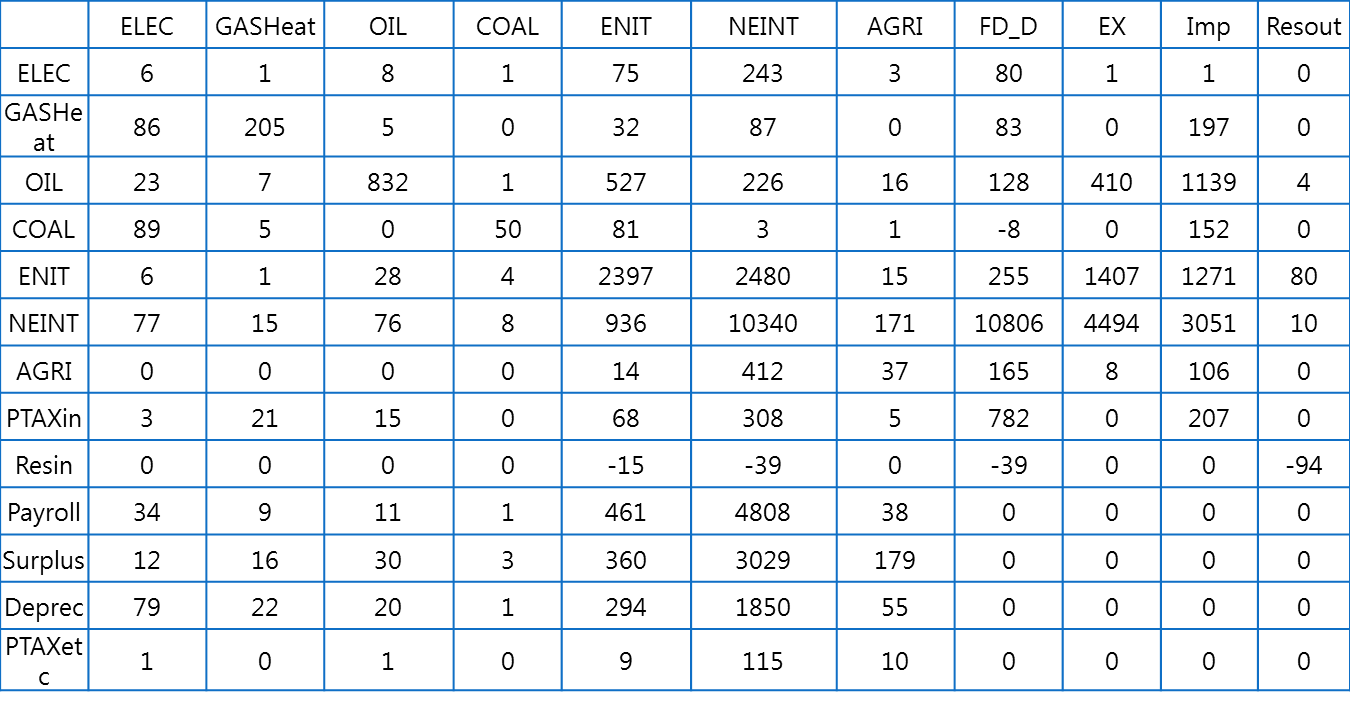 ELEC GASHeat OIL COAL ENIT NEINT AGRI FD_D EX Imp Resout
ELEC 6 1 8 1 75 243 3 80 1 1 0
GASHe
at 86 205 5 0 32 87 0 83 0 197 0
OIL 23 7 832 1 527 226 16 128 410 1139 4
COAL 89 5 0 50 81 3 1 -8 0 152 0
ENIT 6 1 28 4 2397 2480 15 255 1407 1271 80
NEINT 77 15 76 8 936 10340 171 10806 4494 3051 10
AGRI 0 0 0 0 14 412 37 165 8 106 0
PTAXin 3 21 15 0 68 308 5 782 0 207 0
Resin 0 0 0 0 -15 -39 0 -39 0 0 -94
Payroll 34 9 11 1 461 4808 38 0 0 0 0
Surplus 12 16 30 3 360 3029 179 0 0 0 0
Deprec 79 22 20 1 294 1850 55 0 0 0 0
PTAXet
c 1 0 1 0 9 115 10 0 0 0 0